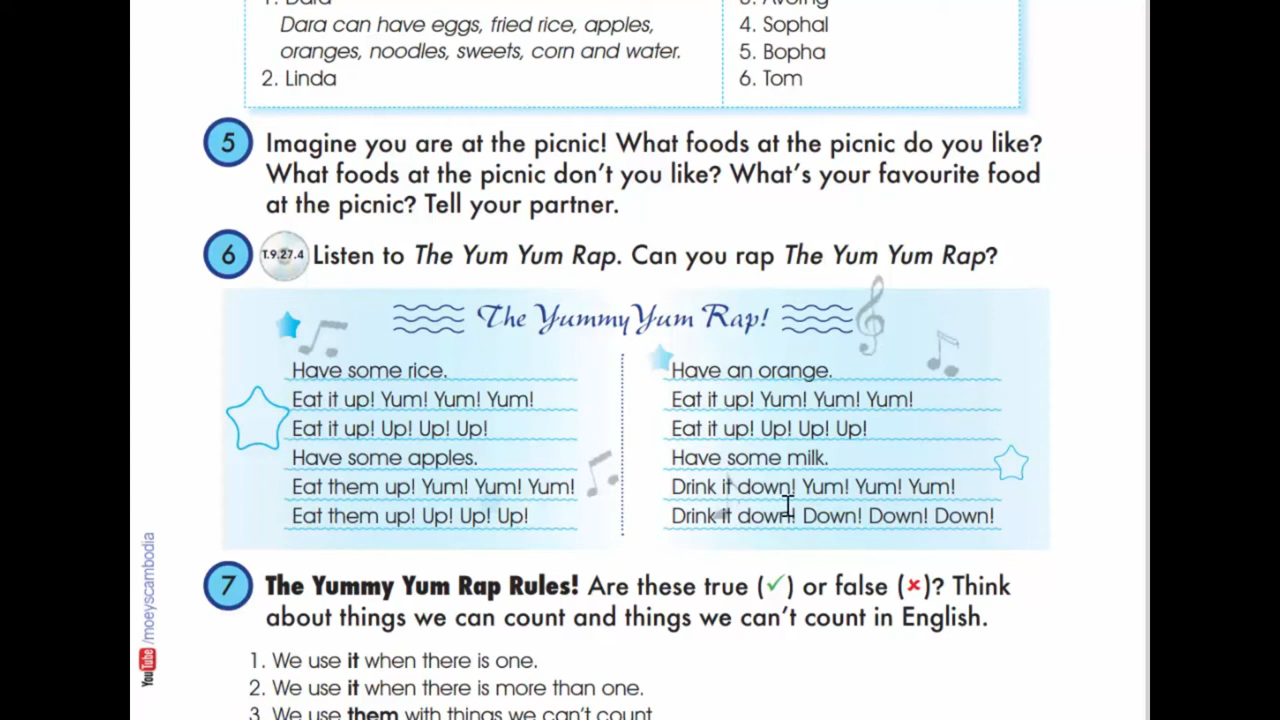 1. Dara
Dara can have eggs, fried rice, apples,
oranges, noodles, sweets, corn and water.
2. Linda
4. Sophal
5. Bopha
6. Tom
5 Imagine you are at the picnic! What foods at the picnic do you like?
What foods at the picnic don't you like? What's your favourite food
at the picnic? Tell your partner.
6 T.9.27.4 Listen to The Yum Yum Rap. Can you rap The Yum Yum Rap?
The Yummy Yum Rap!
Have some rice.
Eat it up! Yum! Yum! Yum!
Eat it up! Up! Up! Up!
Have some apples.
Eat them up! Yum! Yum! Yum!
Eat them up! Up! Up! Up!
Have an orange.
Eat it up! Yum! Yum! Yum!
Eat it up! Up! Up! Up!
Have some milk.
Drink it down! Yum! Yum! Yum!
Drink it down! Down! Down! Down!
7 The Yummy Yum Rap Rules! Are these true (✓) or false (✗)? Think
about things we can count and things we can't count in English.
1. We use it when there is one.
2. We use it when there is more than one.
3. We use them with things we can't count
YouTube /moeyscambodia